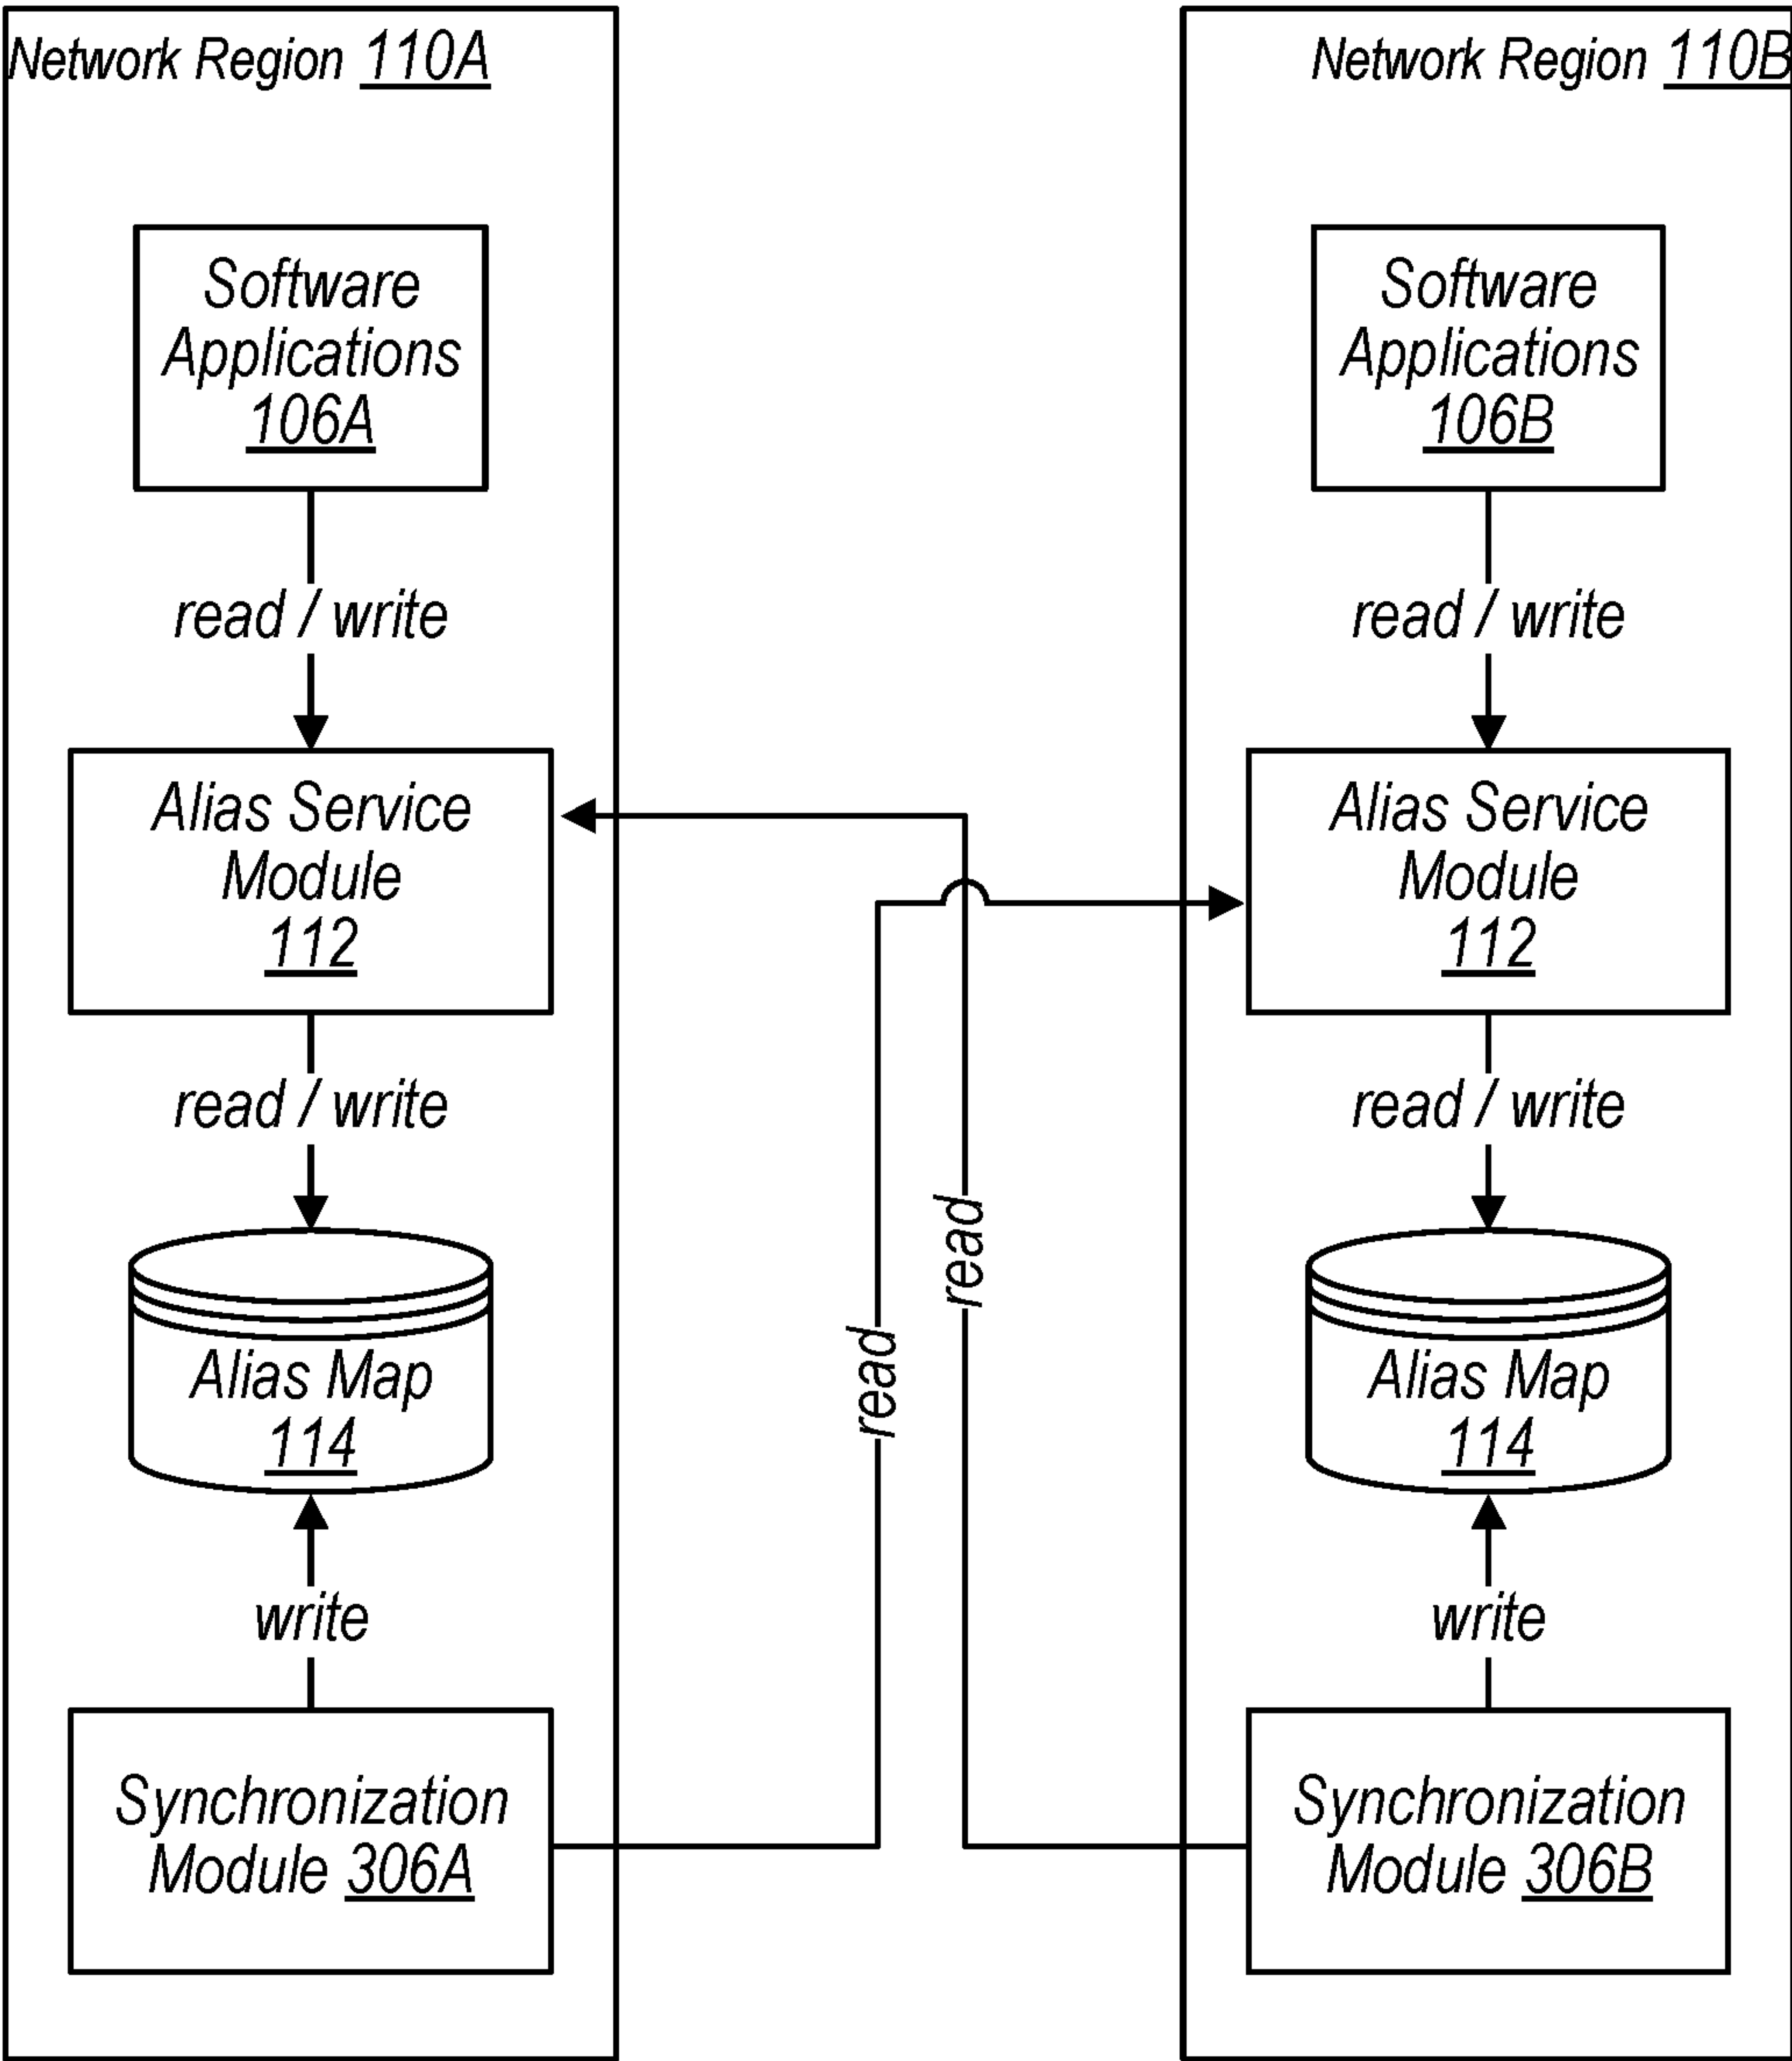 Network Region 110A
Software
Applications
106A
read / write
Alias Service
Module
112
read / write
Alias Map
114
write
Synchronization
Module 306A
read
read
Network Region 110B
Software
Applications
106B
read / write
Alias Service
Module
112
read / write
Alias Map
114
write
Synchronization
Module 306B